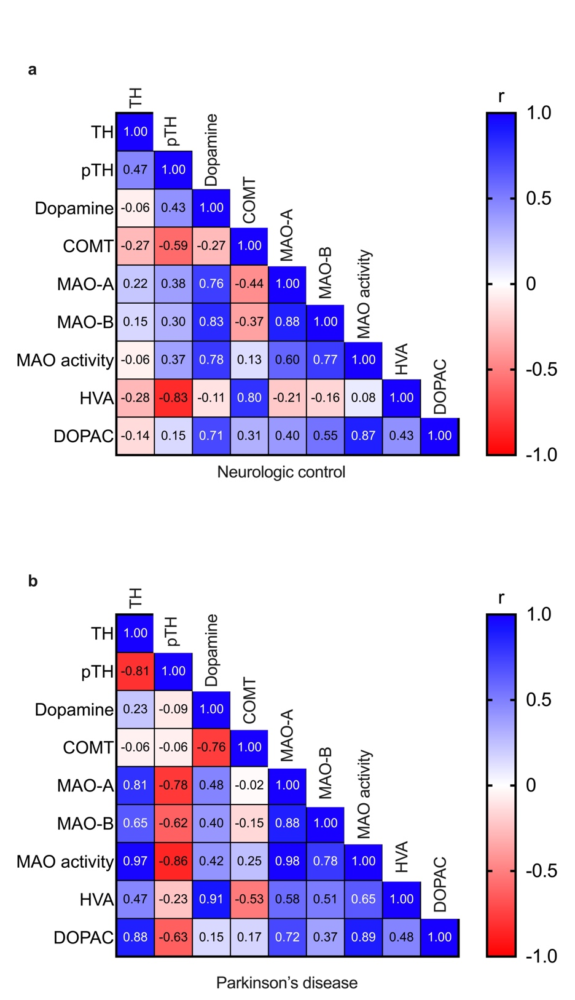 a
r
TH
TH 1.00 pTH 1.0
pTH 0.47 1.00 Dopamine
Dopamine -0.06 0.43 1.00 COMT 0.5
COMT -0.27 -0.59 -0.27 1.00 MAO-A
MAO-A 0.22 0.38 0.76 -0.44 1.00 MAO-B 0
MAO-B 0.15 0.30 0.83 -0.37 0.88 1.00 MAO activity
MAO activity -0.06 0.37 0.78 0.13 0.60 0.77 1.00 HVA -0.5
HVA -0.28 -0.83 -0.11 0.80 -0.21 -0.16 0.08 1.00 DOPAC
DOPAC -0.14 0.15 0.71 0.31 0.40 0.55 0.87 0.43 1.00 -1.0
Neurologic control
b
r
TH
TH 1.00 pTH 1.0
pTH -0.81 1.00 Dopamine
Dopamine 0.23 -0.09 1.00 COMT 0.5
COMT -0.06 -0.06 -0.76 1.00 MAO-A
MAO-A 0.81 -0.78 0.48 -0.02 1.00 MAO-B 0
MAO-B 0.65 -0.62 0.40 -0.15 0.88 1.00 MAO activity
MAO activity 0.97 -0.86 0.42 0.25 0.98 0.78 1.00 HVA -0.5
HVA 0.47 -0.23 0.91 -0.53 0.58 0.51 0.65 1.00 DOPAC
DOPAC 0.88 -0.63 0.15 0.17 0.72 0.37 0.89 0.48 1.00 -1.0
Parkinson's disease